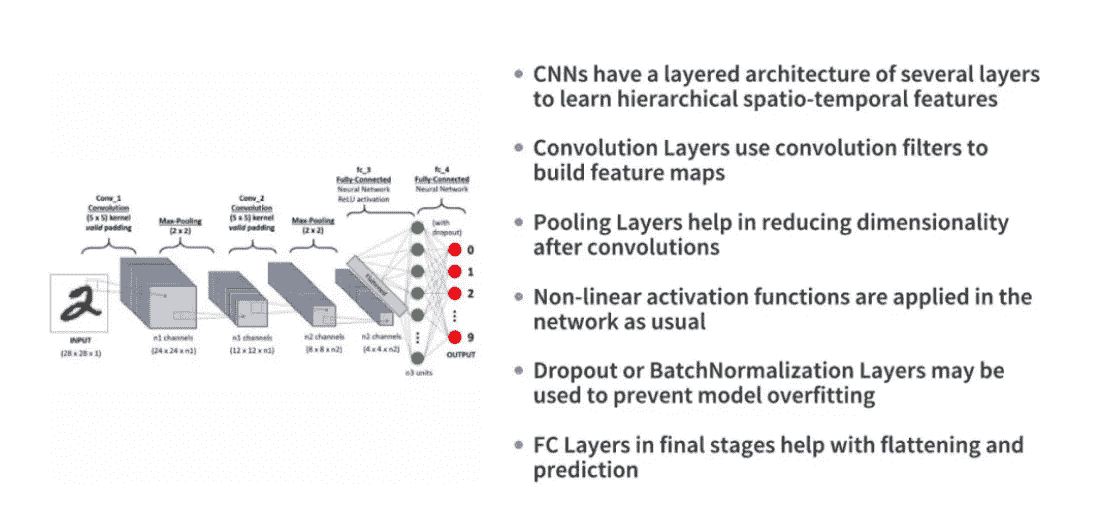 Conv_1
Convolution
(5 x 5) kernel
valid padding
Max-Pooling
(2 x 2)
Conv_2
Convolution
(5 x 5) kernel
valid padding
Max-Pooling
(2 x 2)
fc_3
Fully-Connected
Neural Network
ReLU activation
fc_4
Fully-Connected
Neural Network
(with
dropout)
Flattened
0
1
2
9
OUTPUT
INPUT
(28 x 28 x 1)
n1 channels
(24 x 24 x n1)
n1 channels
(12 x 12 x n1)
n2 channels
(8 x 8 x n2)
n2 channels
(4 x 4 x n2)
n3 units
• CNNs have a layered architecture of several layers
to learn hierarchical spatio-temporal features
• Convolution Layers use convolution filters to
build feature maps
• Pooling Layers help in reducing dimensionality
after convolutions
• Non-linear activation functions are applied in the
network as usual
• Dropout or BatchNormalization Layers may be
used to prevent model overfitting
• FC Layers in final stages help with flattening and
prediction